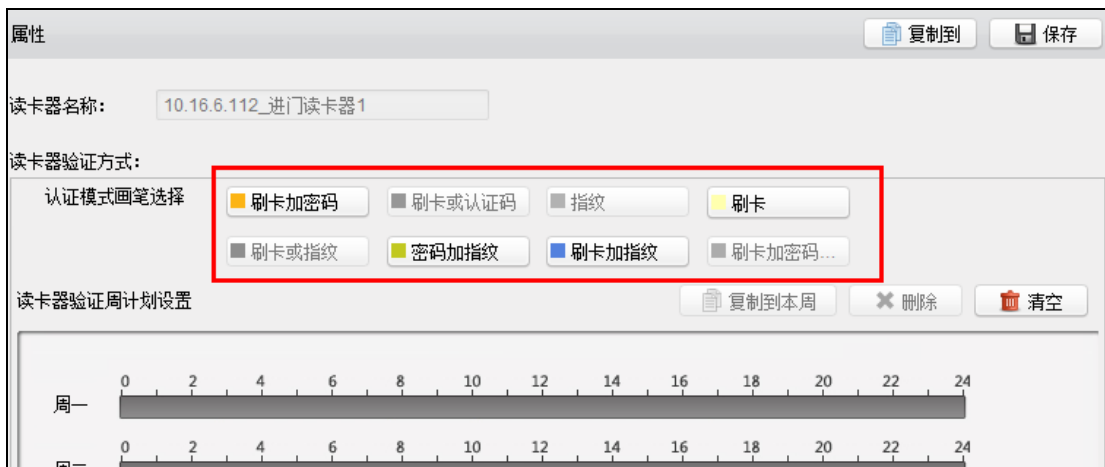 属性 复制到 保存
读卡器名称： 10.16.6.112_进门读卡器1
读卡器验证方式：
认证模式画笔选择 刷卡加密码 刷卡或认证码 指纹 刷卡
刷卡或指纹 密码加指纹 刷卡加指纹 刷卡加密码...
读卡器验证周计划设置 复制到本周 删除 清空
0 2 4 6 8 10 12 14 16 18 20 22 24
周一
0 2 4 6 8 10 12 14 16 18 20 22 24